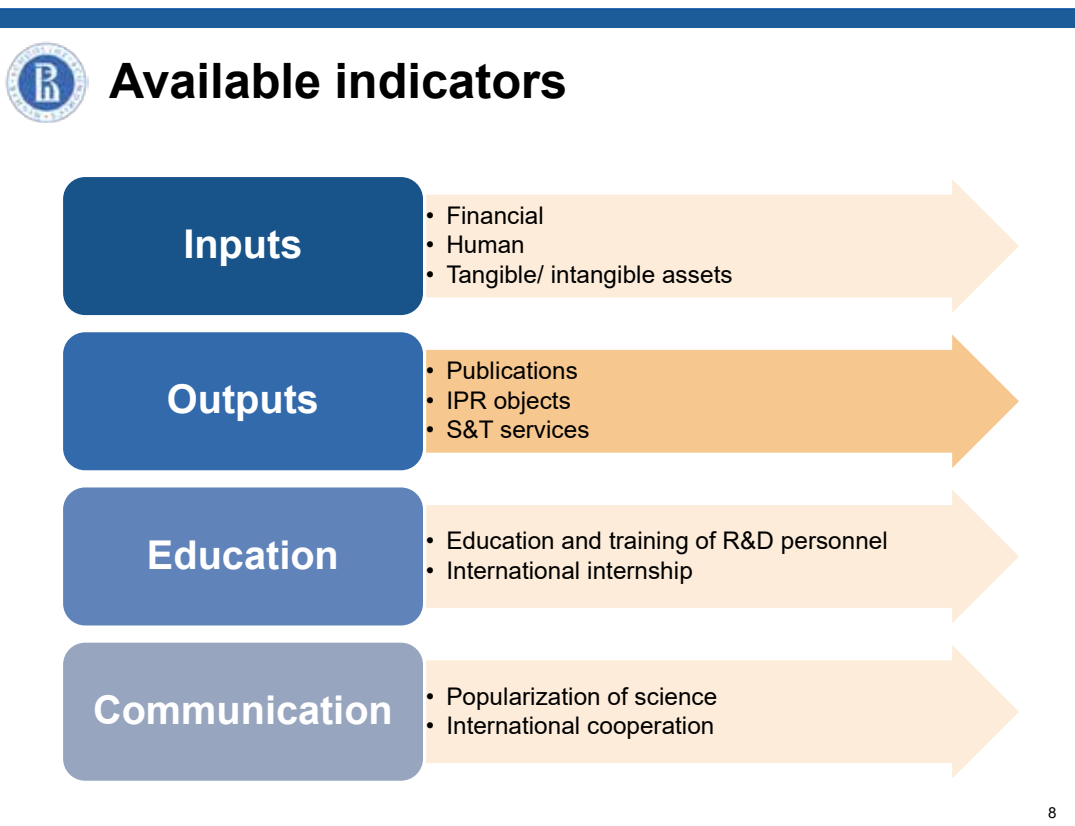 Available indicators
Inputs
• Financial
• Human
• Tangible/ intangible assets
Outputs
• Publications
• IPR objects
• S&T services
Education
• Education and training of R&D personnel
• International internship
Communication
• Popularization of science
• International cooperation
8